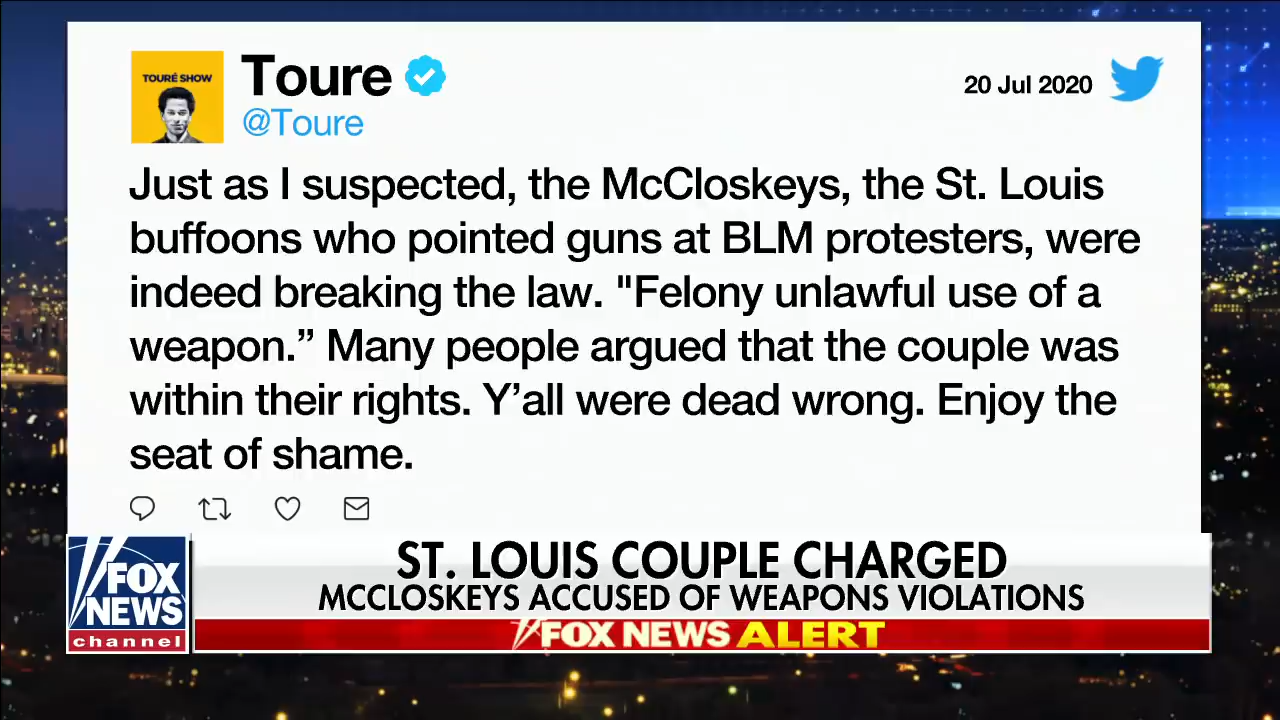 TOURÉ SHOW
Toure
@Toure
20 Jul 2020
Just as I suspected, the McCloskeys, the St. Louis
buffoons who pointed guns at BLM protesters, were
indeed breaking the law. "Felony unlawful use of a
weapon.” Many people argued that the couple was
within their rights. Y’all were dead wrong. Enjoy the
seat of shame.
ST. LOUIS COUPLE CHARGED
MCCLOSKEYS ACCUSED OF WEAPONS VIOLATIONS
FOX NEWS ALERT
FOX
NEWS
channel